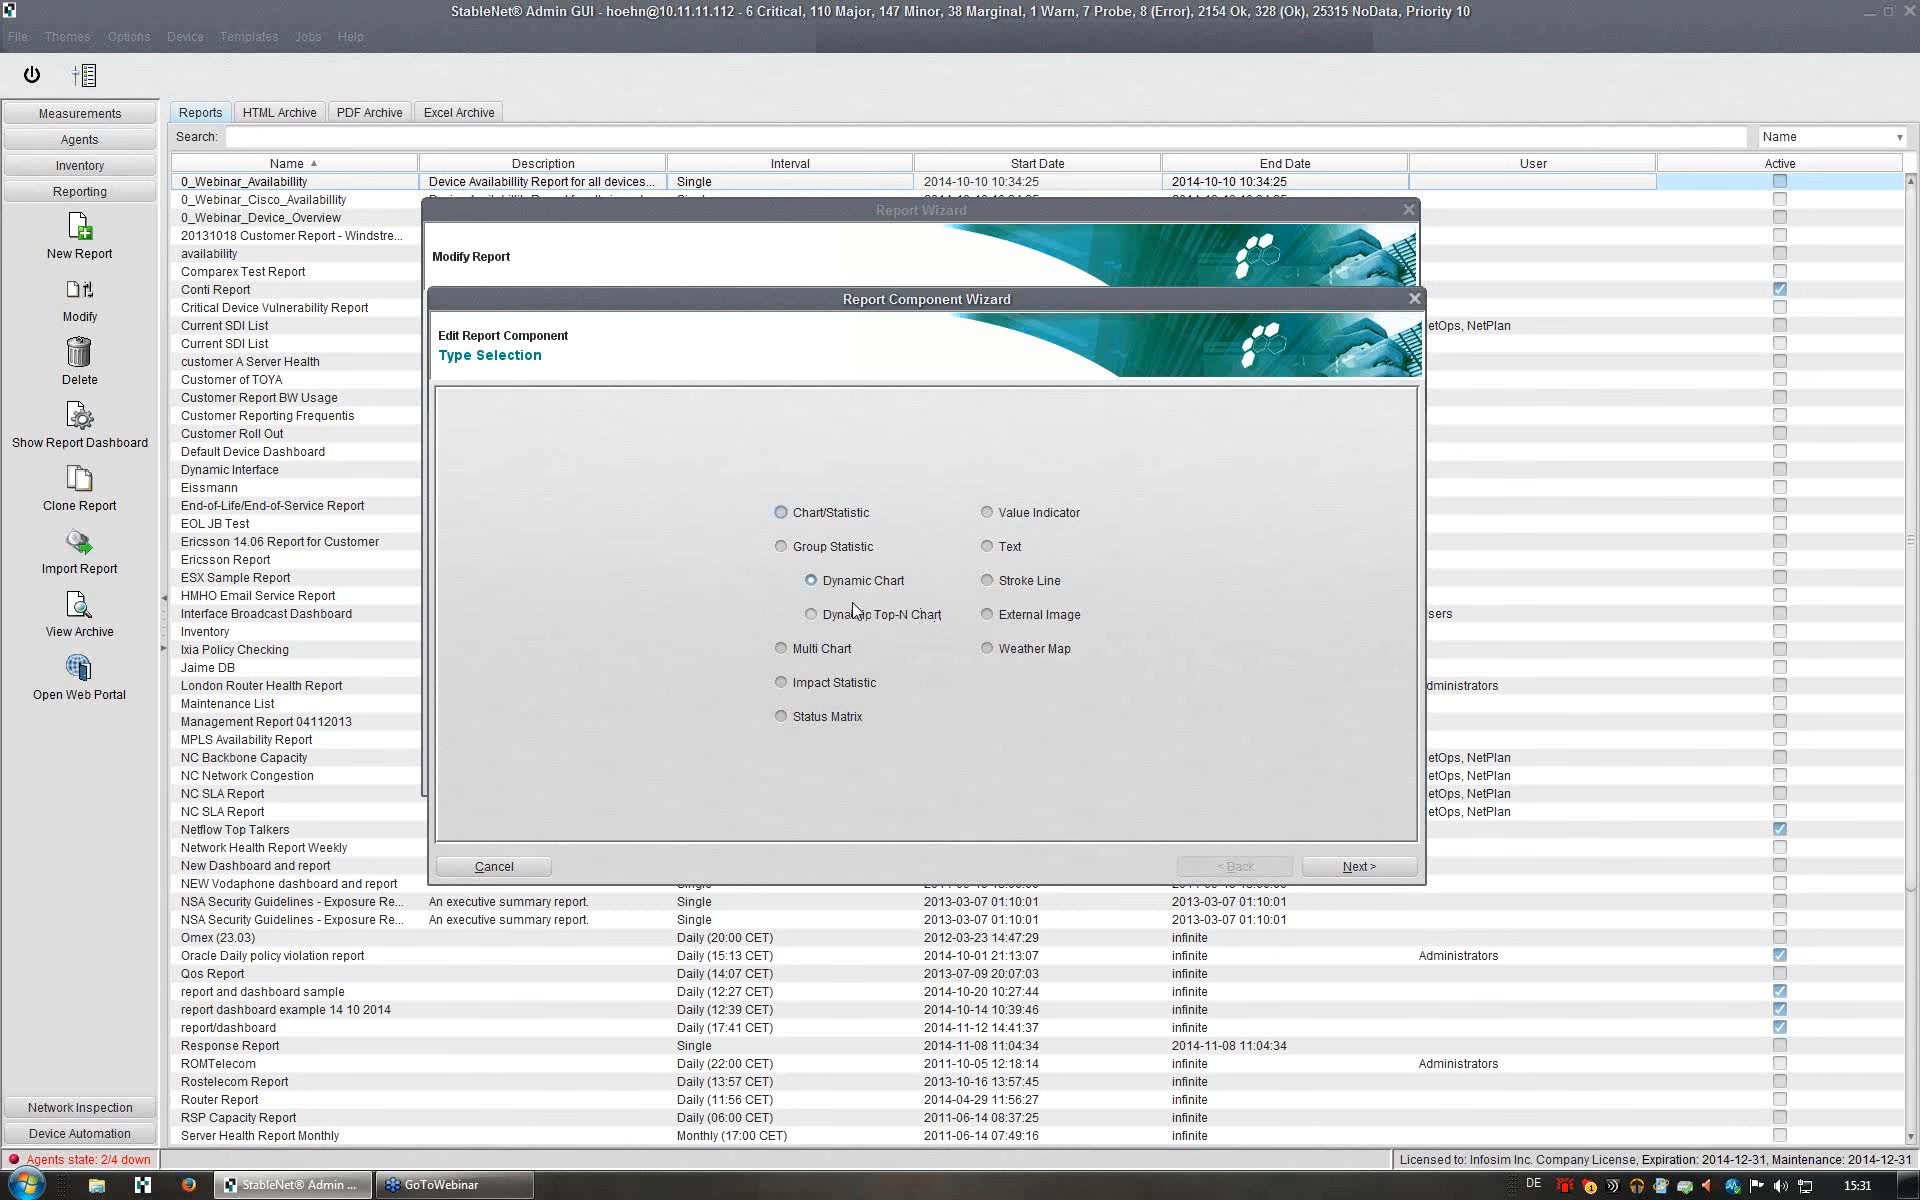 StableNet® Admin GUI - hoehn@10.11.11.112 - 6 Critical, 110 Major, 147 Minor, 38 Marginal, 1 Warn, 7 Probe, 8 (Error), 2154 Ok, 328 (Ok), 25315 NoData, Priority 10
File Themes Options Device Templates Jobs Help
Measurements
Agents
Inventory
Reporting
New Report
Modify
Delete
Show Report Dashboard
Clone Report
Import Report
View Archive
Open Web Portal
Network Inspection
Device Automation
Reports HTML Archive PDF Archive Excel Archive
Search: Name
Name Description Interval Start Date End Date User Active
0_Webinar_Availability Device Availability Report for all devices... Single 2014-10-10 10:34:25 2014-10-10 10:34:25
0_Webinar_Cisco_Availability
0_Webinar_Device_Overview
20131018 Customer Report - Windstre...
availability
Comparex Test Report
Conti Report
Critical Device Vulnerability Report
Current SDI List etOps, NetPlan
Current SDI List
customer A Server Health
Customer of TOYA
Customer Report BW Usage
Customer Reporting Frequentis
Customer Roll Out
Default Device Dashboard
Dynamic Interface
Eissmann
End-of-Life/End-of-Service Report
EOL JB Test
Ericsson 14.06 Report for Customer
Ericsson Report
ESX Sample Report
HMHO Email Service Report
Interface Broadcast Dashboard sers
Inventory
Ixia Policy Checking
Jaime DB
London Router Health Report dministrators
Maintenance List
Management Report 04112013
MPLS Availability Report
NC Backbone Capacity etOps, NetPlan
NC Network Congestion etOps, NetPlan
NC SLA Report etOps, NetPlan
NC SLA Report etOps, NetPlan
Netflow Top Talkers
Network Health Report Weekly
New Dashboard and report
NEW Vodaphone dashboard and report
NSA Security Guidelines - Exposure Re... An executive summary report. Single 2013-03-07 01:10:01 2013-03-07 01:10:01
NSA Security Guidelines - Exposure Re... An executive summary report. Single 2013-03-07 01:10:01 2013-03-07 01:10:01
Omex (23.03) Daily (20:00 CET) 2012-03-23 14:47:29 infinite
Oracle Daily policy violation report Daily (15:13 CET) 2014-10-01 21:13:07 infinite Administrators
Qos Report Daily (14:07 CET) 2013-07-09 20:07:03 infinite
report and dashboard sample Daily (12:27 CET) 2014-10-20 10:27:44 infinite
report dashboard example 14 10 2014 Daily (12:39 CET) 2014-10-14 10:39:46 infinite
report/dashboard Daily (17:41 CET) 2014-11-12 14:41:37 infinite
Response Report Single 2014-11-08 11:04:34 2014-11-08 11:04:34
ROMTelecom Daily (22:00 CET) 2011-10-05 12:18:14 infinite Administrators
Rostelecom Report Daily (13:57 CET) 2013-10-16 13:57:45 infinite
Router Report Daily (11:56 CET) 2014-04-29 11:56:27 infinite
RSP Capacity Report Daily (06:00 CET) 2011-06-14 08:37:25 infinite
Server Health Report Monthly Monthly (17:00 CET) 2011-06-14 07:49:16 infinite
Report Wizard
Modify Report
Report Component Wizard
Edit Report Component
Type Selection
Chart/Statistic Value Indicator
Group Statistic Text
Dynamic Chart Stroke Line
Dynamic Top-N Chart External Image
Multi Chart Weather Map
Impact Statistic
Status Matrix
Cancel < Back Next >
Agents state: 2/4 down Licensed to: Infosim Inc. Company License, Expiration: 2014-12-31, Maintenance: 2014-12-31
StableNet® Admin ... GoToWebinar DE 15:31